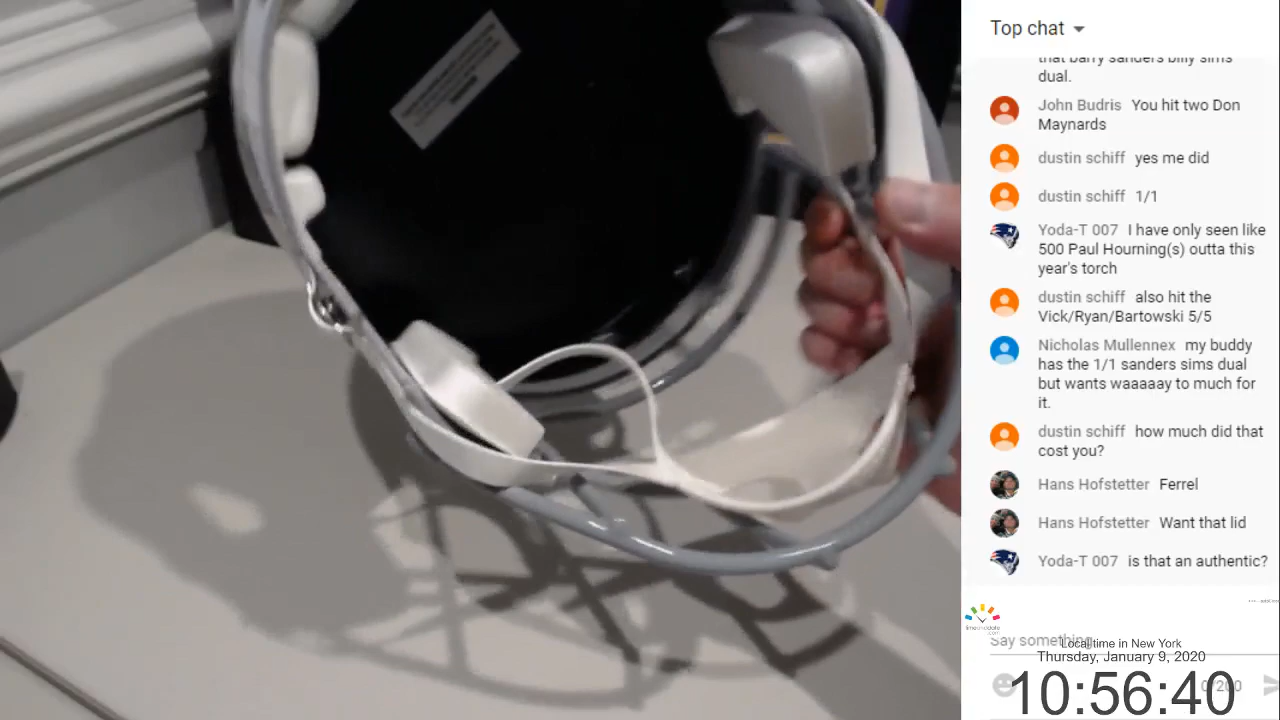 Top chat
that barry sanders billy sims
dual.
John Budris You hit two Don
Maynards
dustin schiff yes me did
dustin schiff 1/1
Yoda-T 007 I have only seen like
500 Paul Hourning(s) outta this
year's torch
dustin schiff also hit the
Vick/Ryan/Bartowski 5/5
Nicholas Mullennex my buddy
has the 1/1 sanders sims dual
but wants waaaaay to much for
it.
dustin schiff how much did that
cost you?
Hans Hofstetter Ferrel
Hans Hofstetter Want that lid
Yoda-T 007 is that an authentic?
timeanddate
.com
Say something...
Local time in New York
Thursday, January 9, 2020
10:56:40
0/200